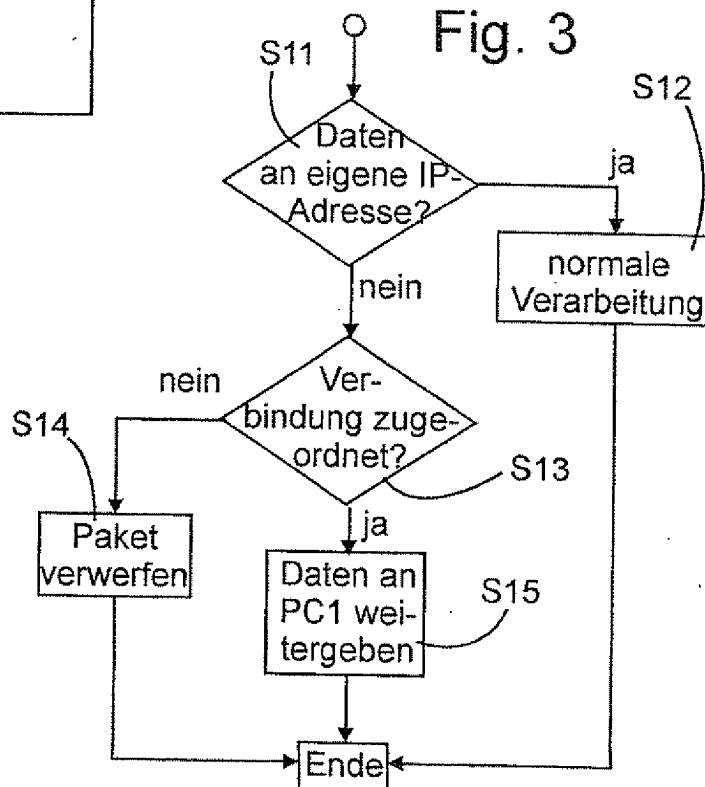 Fig. 3
S11
S12
Daten
an eigene IP-
Adresse?
ja
normale
Verarbeitung
nein
nein
Ver-
bindung zuge-
ordnet?
S14
S13
ja
Paket
verwerfen
Daten an
PC1 wei-
tergeben
S15
Ende